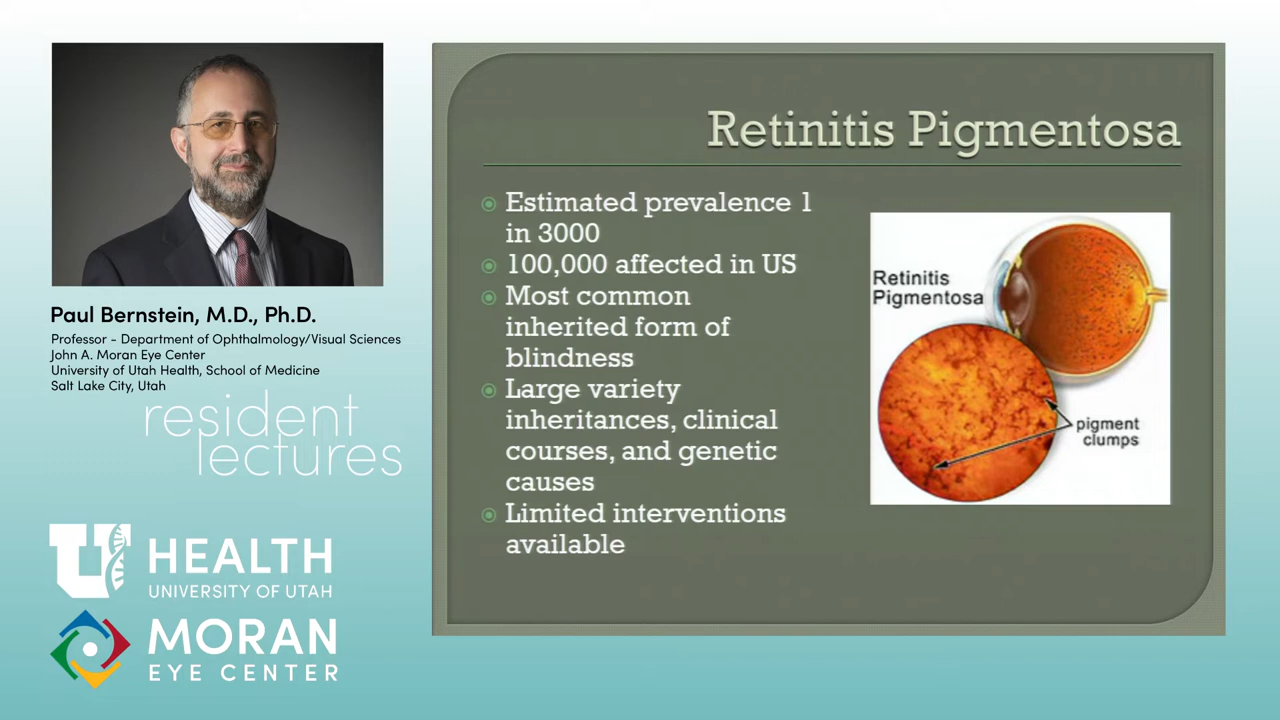 Paul Bernstein, M.D., Ph.D.
Professor - Department of Ophthalmology/Visual Sciences
John A. Moran Eye Center
University of Utah Health, School of Medicine
Salt Lake City, Utah
resident
lectures
U HEALTH
UNIVERSITY OF UTAH
MORAN
EYE CENTER
Retinitis Pigmentosa
Estimated prevalence 1
in 3000
100,000 affected in US
Most common
inherited form of
blindness
Large variety
inheritances, clinical
courses, and genetic
causes
Limited interventions
available
Retinitis
Pigmentosa
pigment
clumps